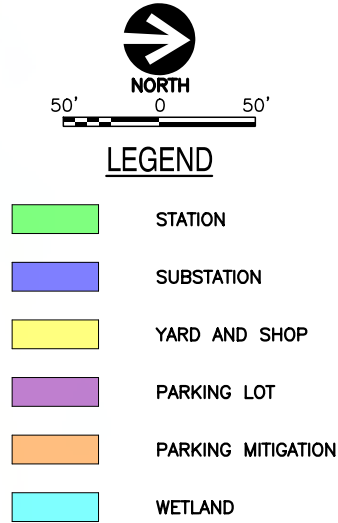 NORTH
50' 0 50'
LEGEND
STATION
SUBSTATION
YARD AND SHOP
PARKING LOT
PARKING MITIGATION
WETLAND